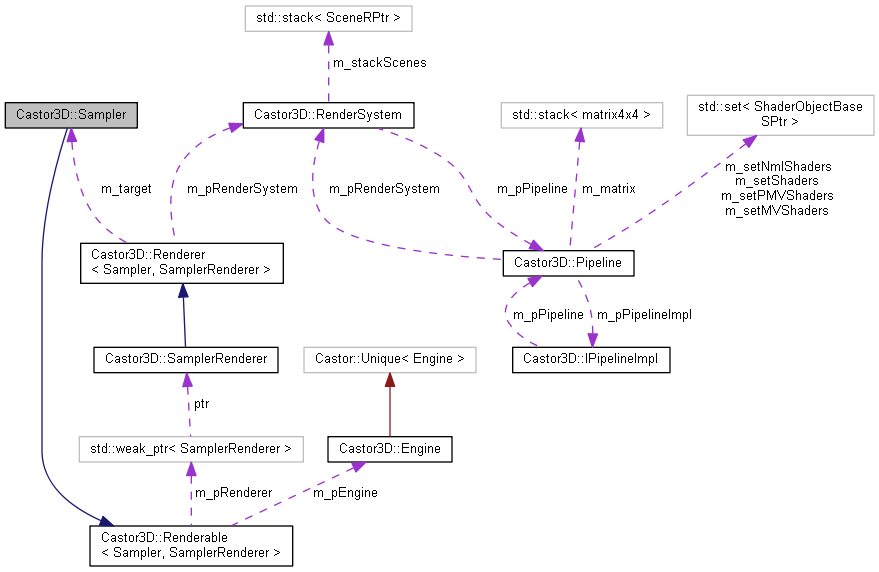 std::stack< SceneRPtr >
m_stackScenes
Castor3D::Sampler
Castor3D::RenderSystem
std::stack< matrix4x4 >
std::set< ShaderObjectBase
SPtr >
m_target
m_pRenderSystem
m_pRenderSystem
m_pPipeline
m_matrix
m_setNmlShaders
m_setShaders
m_setPMVShaders
m_setMVShaders
Castor3D::Renderer
< Sampler, SamplerRenderer >
Castor3D::Pipeline
m_pPipeline
m_pPipelineImpl
Castor3D::SamplerRenderer
Castor::Unique< Engine >
Castor3D::IPipelineImpl
ptr
std::weak_ptr< SamplerRenderer >
Castor3D::Engine
m_pRenderer
m_pEngine
Castor3D::Renderable
< Sampler, SamplerRenderer >